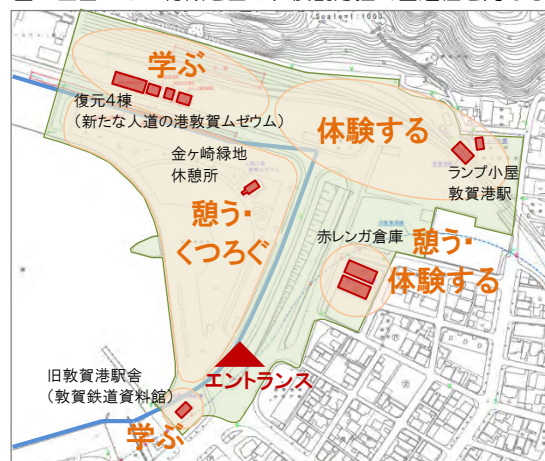 (Scale=1:1000)
学ぶ
復元4棟
(新たな人道の港敦賀ムゼウム)
体験する
金ヶ崎緑地
休憩所
ランプ小屋
敦賀港駅
憩う・
くつろぐ
赤レンガ倉庫
憩う・
体験する
エントランス
旧敦賀港駅舎
(敦賀鉄道資料館)
学ぶ